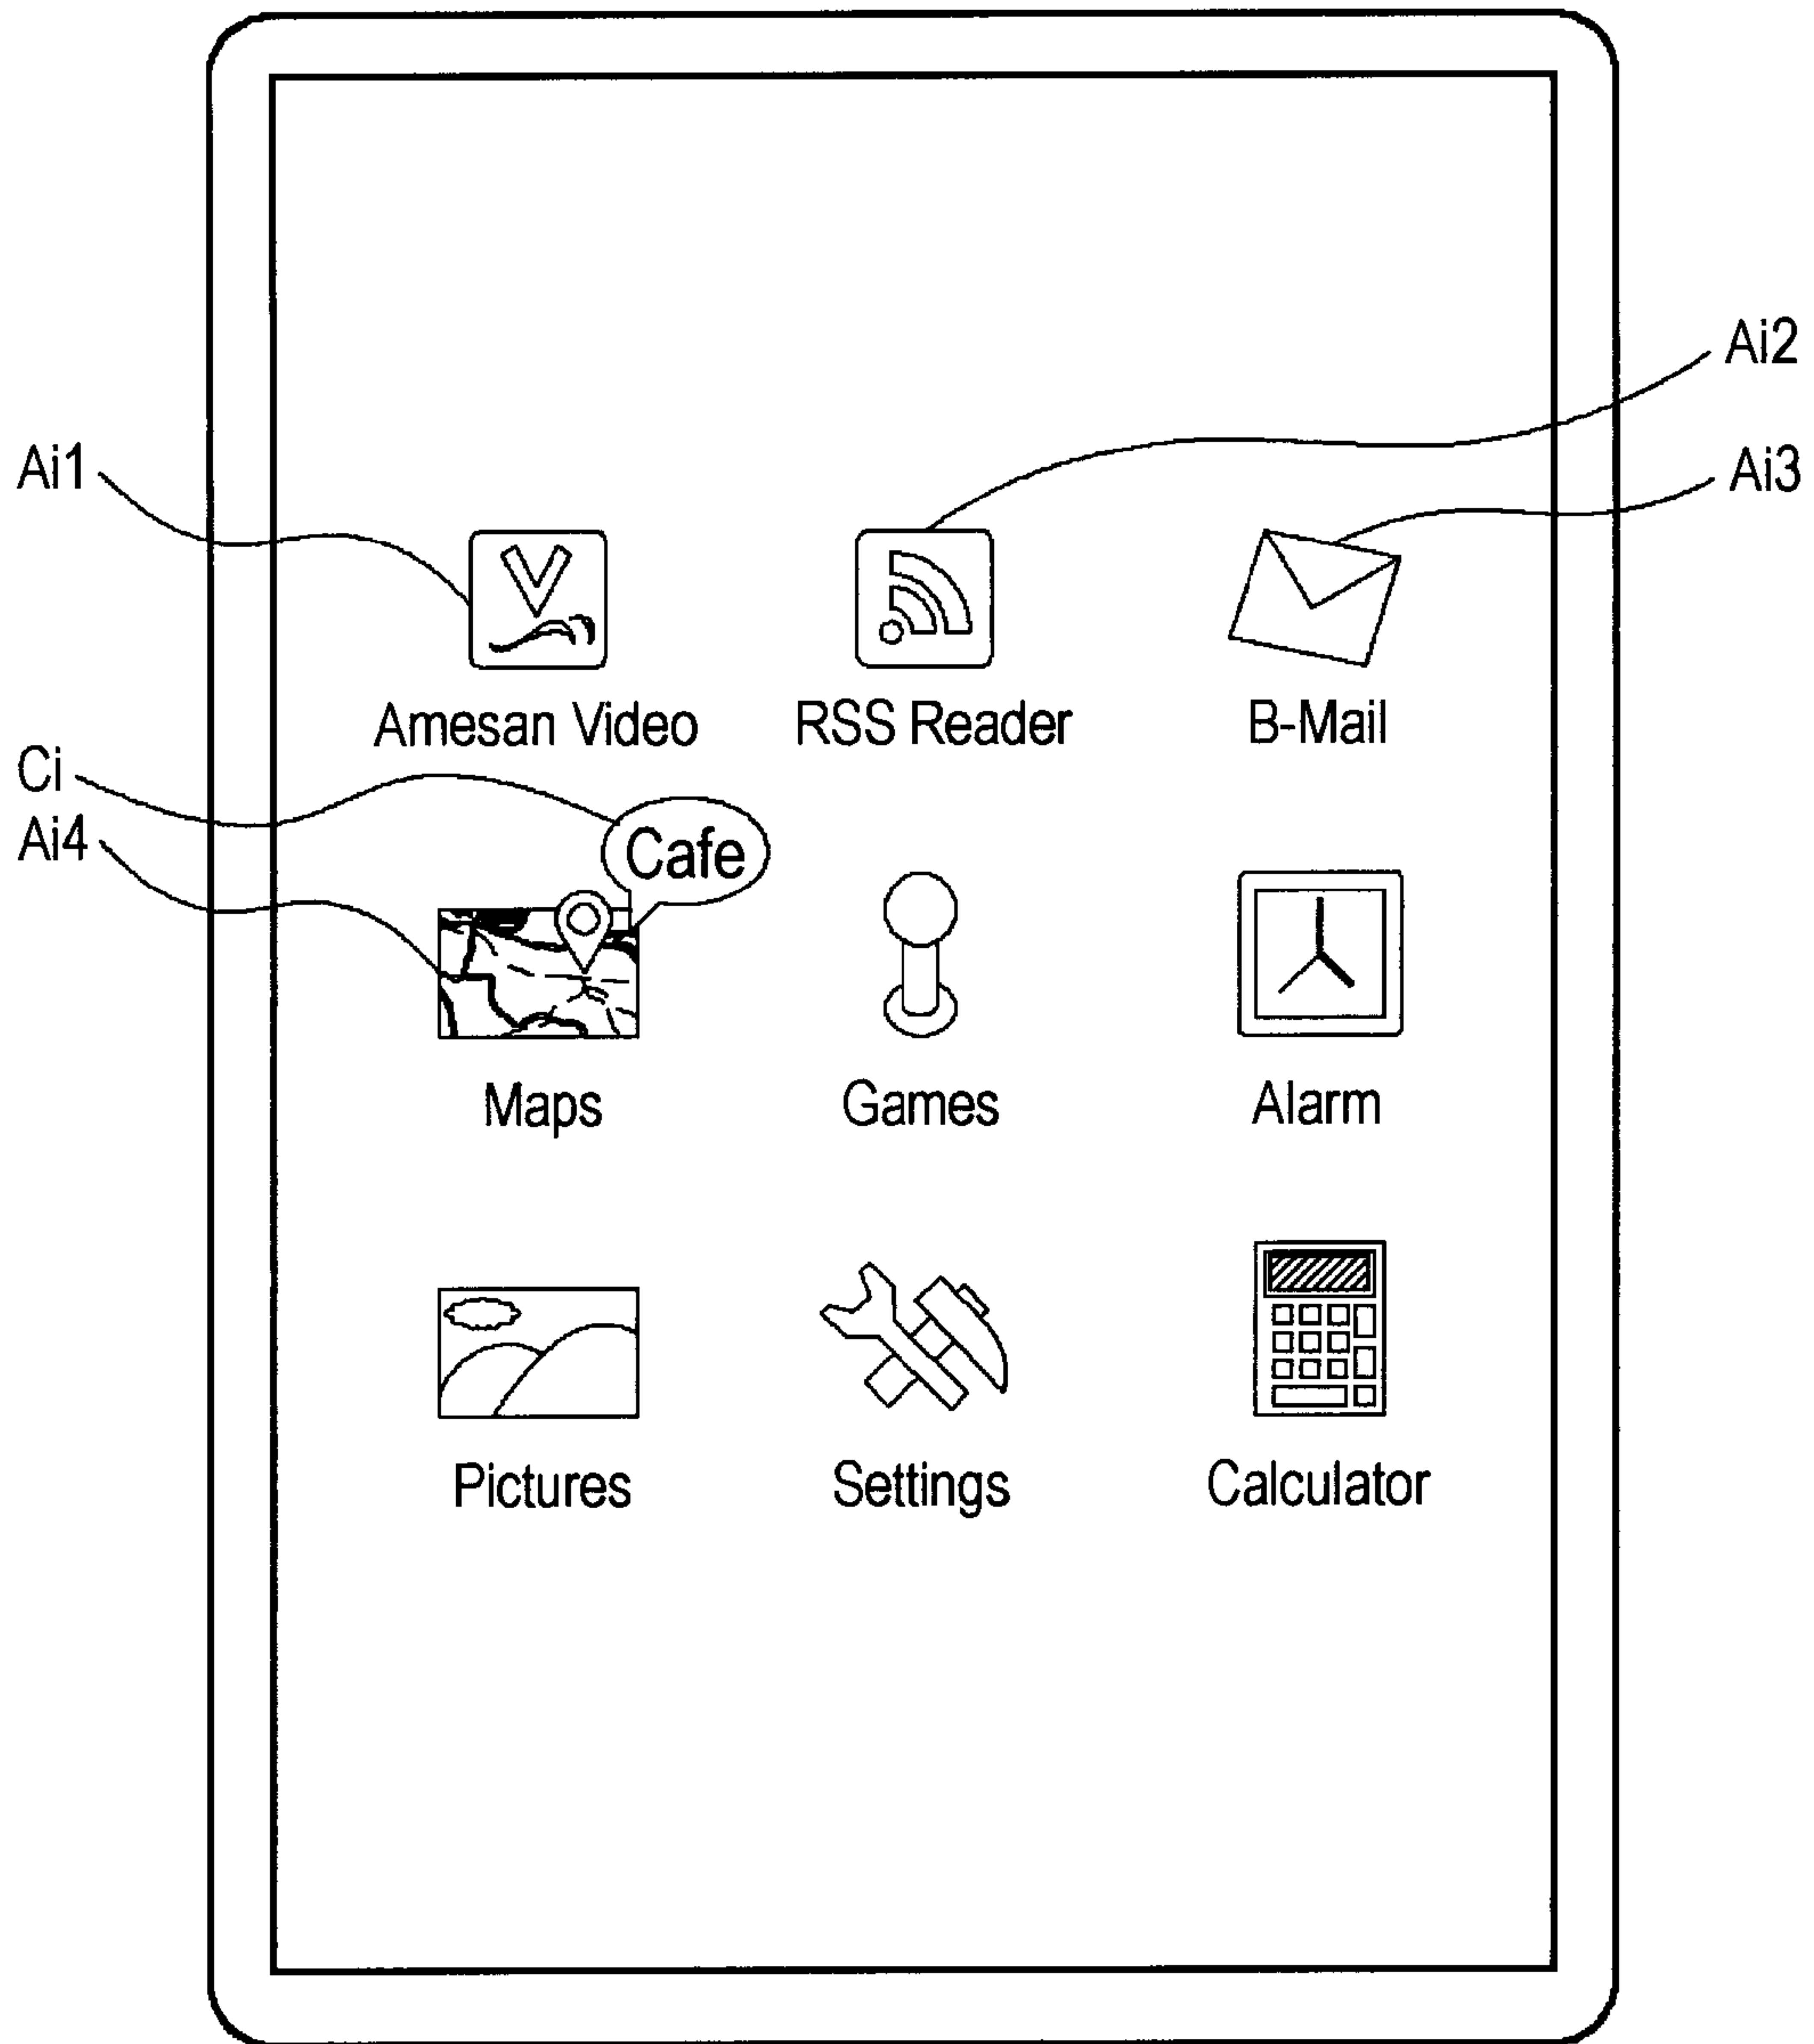 Ai2
Ai1
Ai3
Amesan Video
RSS Reader
B-Mail
Ci
Ai4
Cafe
Maps
Games
Alarm
Pictures
Settings
Calculator